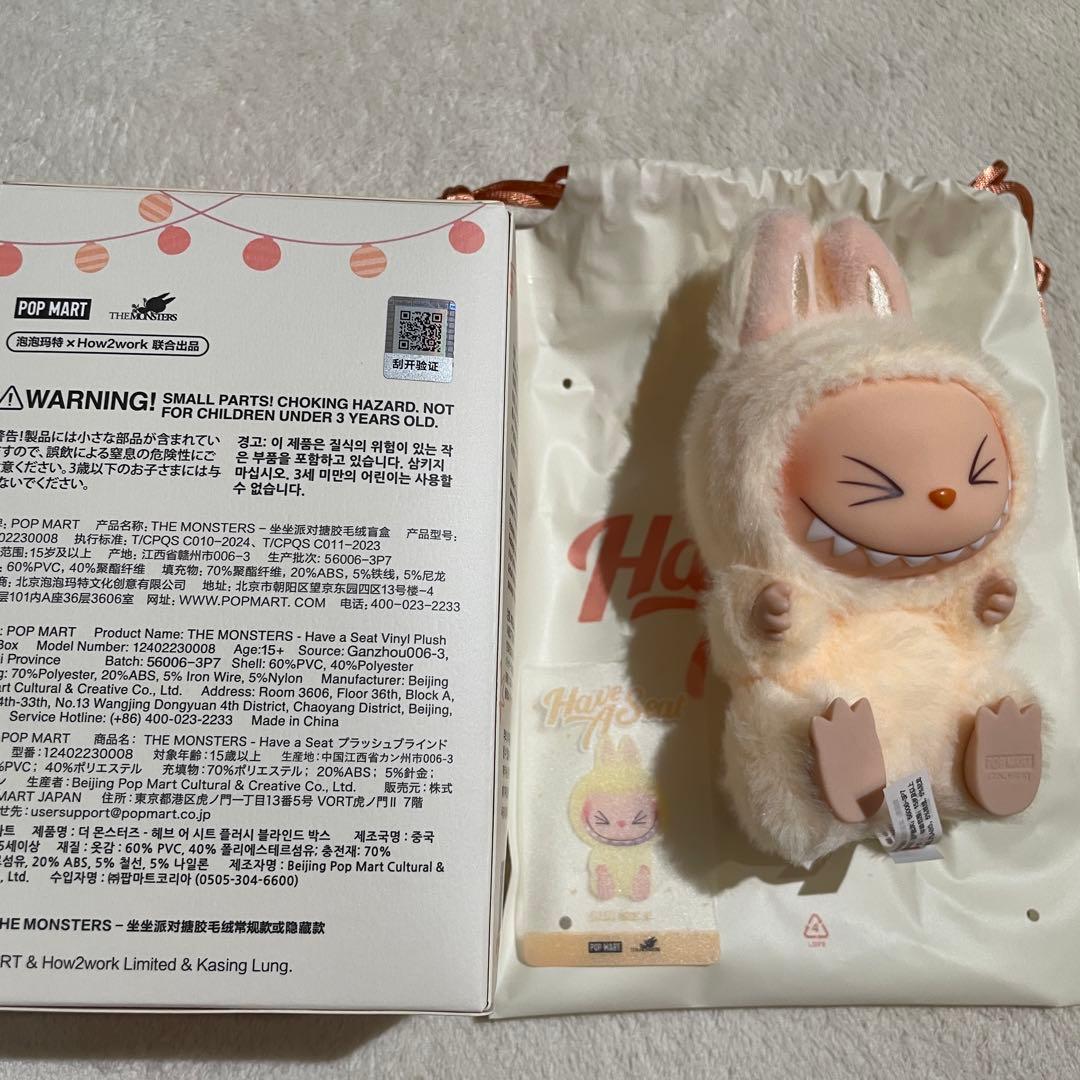 POP MART THE MONSTERS
泡泡玛特 × How2work 联合出品
刮开验证
WARNING! SMALL PARTS! CHOKING HAZARD. NOT
FOR CHILDREN UNDER 3 YEARS OLD.
警告!製品には小さな部品が含まれてい
ますので、誤飲による窒息の危険性にご
注意ください。3歳以下のお子さまには与
ないでください。
경고: 이 제품은 질식의 위험이 있는 작
은 부품을 포함하고 있습니다. 삼키지
마십시오. 3세 미만의 어린이는 사용할
수 없습니다.
: POP MART 产品名称: THE MONSTERS – 坐坐派对搪胶毛绒盲盒 产品型号:
02230008 执行标准: T/CPQS C010-2024、T/CPQS C011-2023
范围: 15岁及以上 产地: 江西省赣州市006-3 生产批次: 56006-3P7
: 60%PVC, 40%聚酯纤维 填充物: 70%聚酯纤维, 20%ABS, 5%铁线, 5%尼龙
商: 北京泡泡玛特文化创意有限公司 地址: 北京市朝阳区望京东园四区13号楼-4
层101内A座36层3606室 网址: WWW.POPMART.COM 电话: 400-023-2233
: POP MART Product Name: THE MONSTERS - Have a Seat Vinyl Plush
Box Model Number: 12402230008 Age:15+ Source: Ganzhou006-3,
i Province Batch: 56006-3P7 Shell: 60%PVC, 40%Polyester
g: 70%Polyester, 20%ABS, 5% Iron Wire, 5%Nylon Manufacturer: Beijing
art Cultural & Creative Co., Ltd. Address: Room 3606, Floor 36th, Block A,
4th-33th, No.13 Wangjing Dongyuan 4th District, Chaoyang District, Beijing,
Service Hotline: (+86) 400-023-2233 Made in China
POP MART 商品名: THE MONSTERS - Have a Seat プラッシュブラインド
型番: 12402230008 対象年齢: 15歳以上 生産地: 中国江西省カン州市006-3
%PVC; 40%ポリエステル 充填物: 70%ポリエステル; 20%ABS; 5%針金;
ン 生産者: Beijing Pop Mart Cultural & Creative Co., Ltd. 販売元: 株式
MART JAPAN 住所: 東京都港区虎ノ門一丁目13番5号 VORT虎ノ門Ⅱ 7階
せ先: usersupport@popmart.co.jp
마트 제품명: 더 몬스터즈 - 헤브 어 시트 플러시 블라인드 박스 제조국명: 중국
5세이상 재질: 옷감: 60% PVC, 40% 폴리에스테르섬유; 충전재: 70%
르섬유, 20% ABS, 5% 철선, 5% 나일론 제조자명: Beijing Pop Mart Cultural &
, Ltd. 수입자명: ㈜팝마트코리아 (0505-304-6600)
THE MONSTERS – 坐坐派对搪胶毛绒常规款或隐藏款
RT & How2work Limited & Kasing Lung.
Ha
Have
A Seat
POP MART THE MONSTERS
POP MART
56006-3P7
4
LDPE